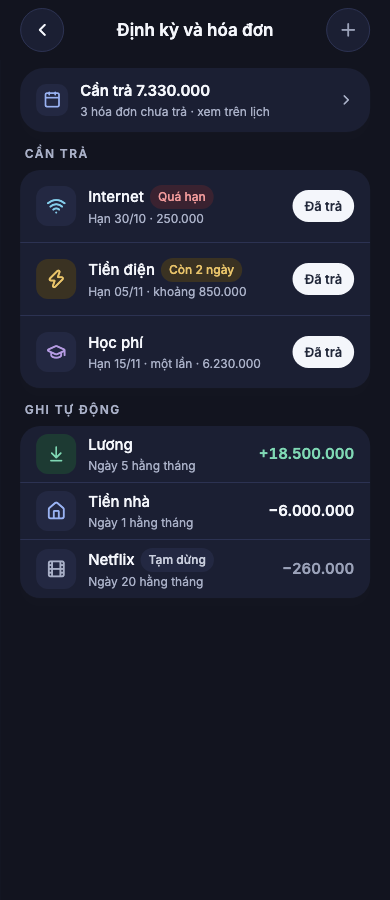 Định kỳ và hóa đơn
Cần trả 7.330.000
3 hóa đơn chưa trả · xem trên lịch
CẦN TRẢ
Internet Quá hạn
Hạn 30/10 · 250.000
Đã trả
Tiền điện Còn 2 ngày
Hạn 05/11 · khoảng 850.000
Đã trả
Học phí
Hạn 15/11 · một lần · 6.230.000
Đã trả
GHI TỰ ĐỘNG
Lương
Ngày 5 hằng tháng
+18.500.000
Tiền nhà
Ngày 1 hằng tháng
−6.000.000
Netflix Tạm dừng
Ngày 20 hằng tháng
−260.000